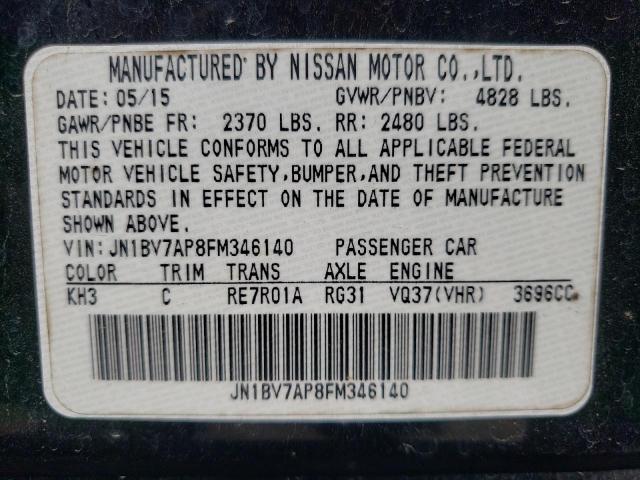 MANUFACTURED BY NISSAN MOTOR CO.,LTD.
DATE: 05/15 GVWR/PNBV: 4828 LBS.
GAWR/PNBE FR: 2370 LBS. RR: 2480 LBS.
THIS VEHICLE CONFORMS TO ALL APPLICABLE FEDERAL
MOTOR VEHICLE SAFETY,BUMPER,AND THEFT PREVENTION
STANDARDS IN EFFECT ON THE DATE OF MANUFACTURE
SHOWN ABOVE.
VIN: JN1BV7AP8FM346140 PASSENGER CAR
COLOR TRIM TRANS AXLE ENGINE
KH3 C RE7R01A RG31 VQ37(VHR) 3696CC
JN1BV7AP8FM346140